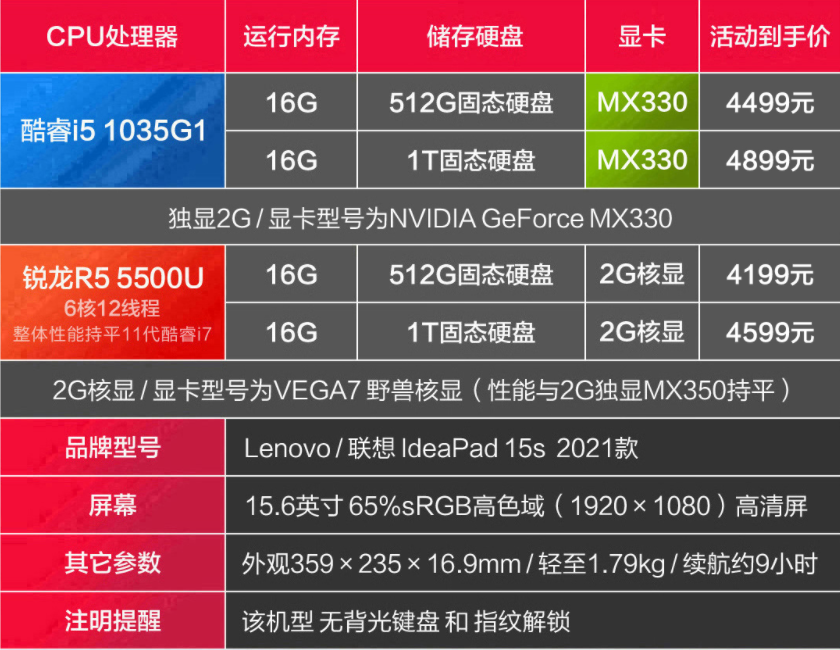 CPU处理器 运行内存 储存硬盘 显卡 活动到手价
酷睿i5 1035G1
16G 512G固态硬盘 MX330 4499元
16G 1T固态硬盘 MX330 4899元
独显2G / 显卡型号为NVIDIA GeForce MX330
锐龙R5 5500U
6核12线程
整体性能持平11代酷睿i7
16G 512G固态硬盘 2G核显 4199元
16G 1T固态硬盘 2G核显 4599元
2G核显 / 显卡型号为VEGA7 野兽核显（性能与2G独显MX350持平）
品牌型号 Lenovo / 联想 IdeaPad 15s 2021款
屏幕 15.6英寸 65%sRGB高色域（1920×1080）高清屏
其它参数 外观359×235×16.9mm / 轻至1.79kg / 续航约9小时
注明提醒 该机型 无背光键盘 和 指纹解锁